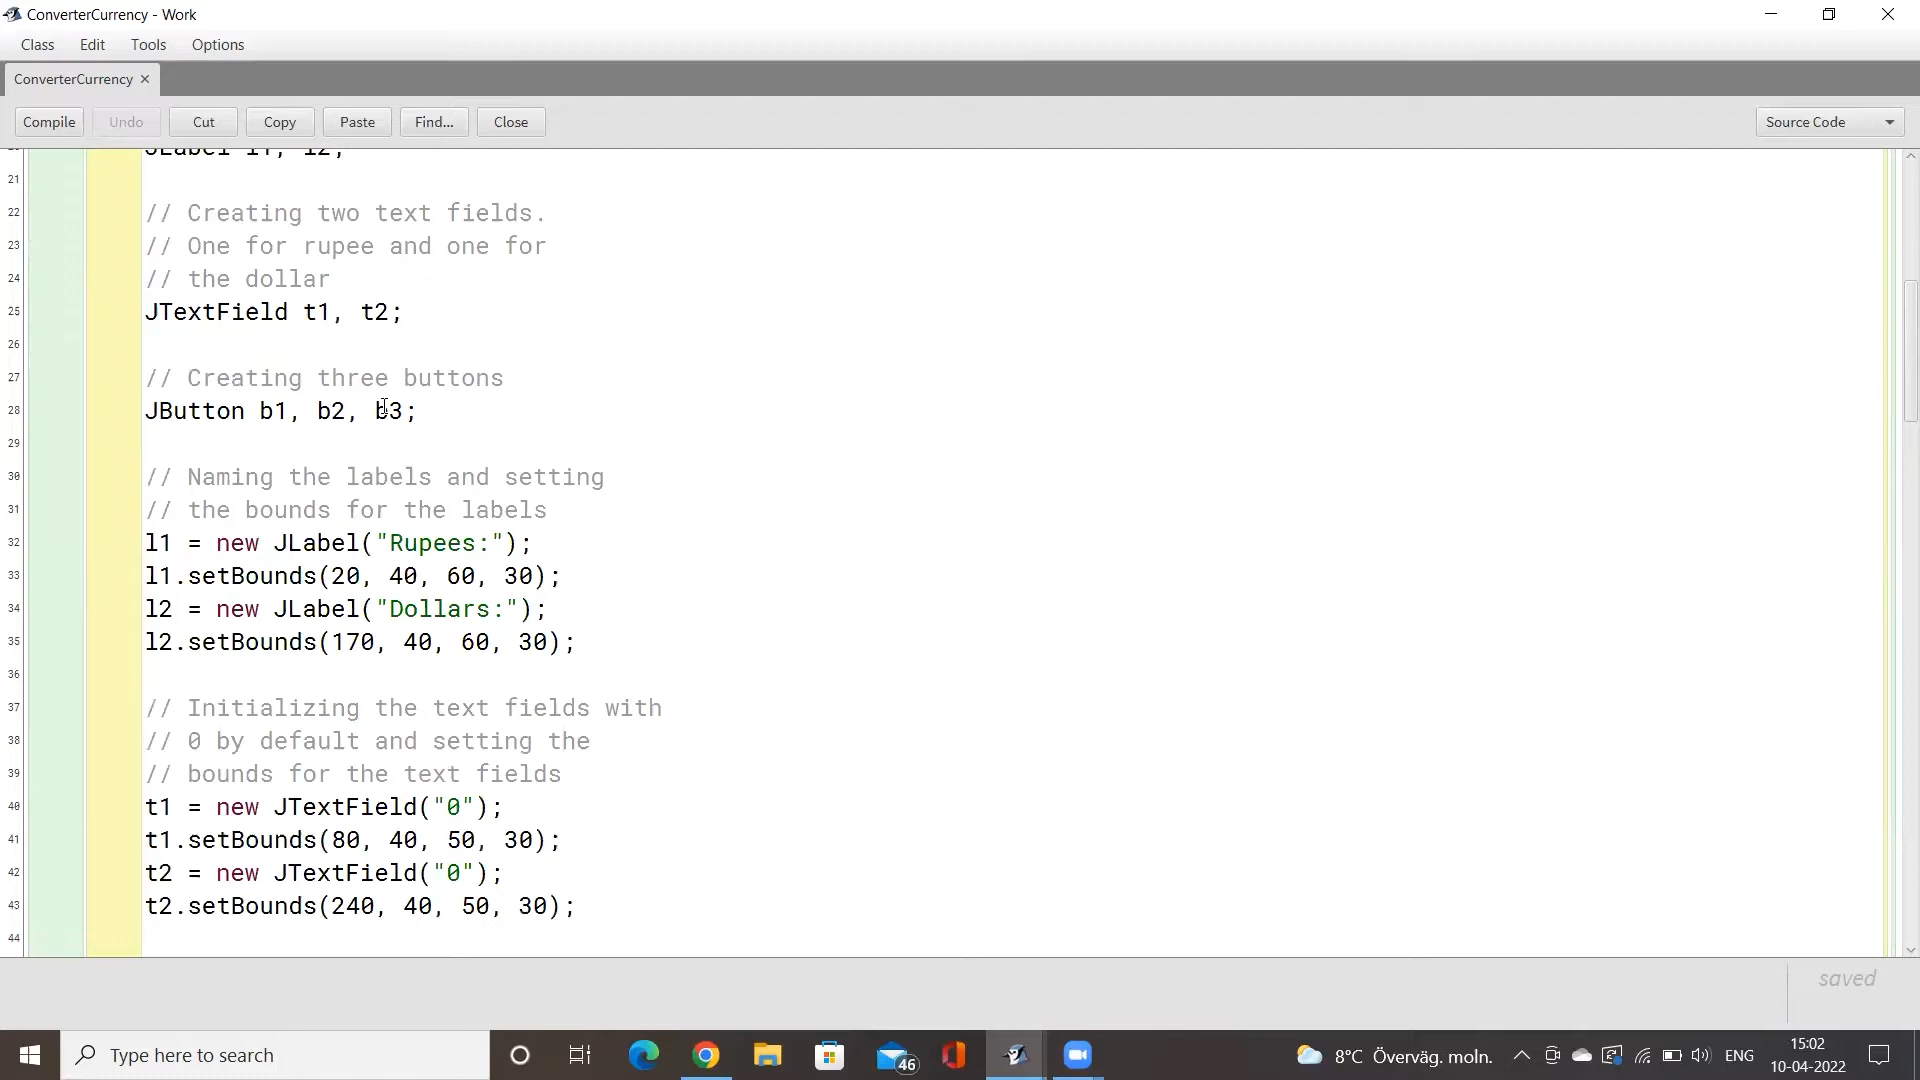 ConverterCurrency - Work
Class Edit Tools Options
ConverterCurrency ×
Compile Undo Cut Copy Paste Find... Close Source Code
JLabel l1, l2;
21
22 // Creating two text fields.
23 // One for rupee and one for
24 // the dollar
25 JTextField t1, t2;
26
27 // Creating three buttons
28 JButton b1, b2, b3;
29
30 // Naming the labels and setting
31 // the bounds for the labels
32 l1 = new JLabel("Rupees:");
33 l1.setBounds(20, 40, 60, 30);
34 l2 = new JLabel("Dollars:");
35 l2.setBounds(170, 40, 60, 30);
36
37 // Initializing the text fields with
38 // 0 by default and setting the
39 // bounds for the text fields
40 t1 = new JTextField("0");
41 t1.setBounds(80, 40, 50, 30);
42 t2 = new JTextField("0");
43 t2.setBounds(240, 40, 50, 30);
44
saved
Type here to search 46 8°C Överväg. moln. ENG 15:02
10-04-2022